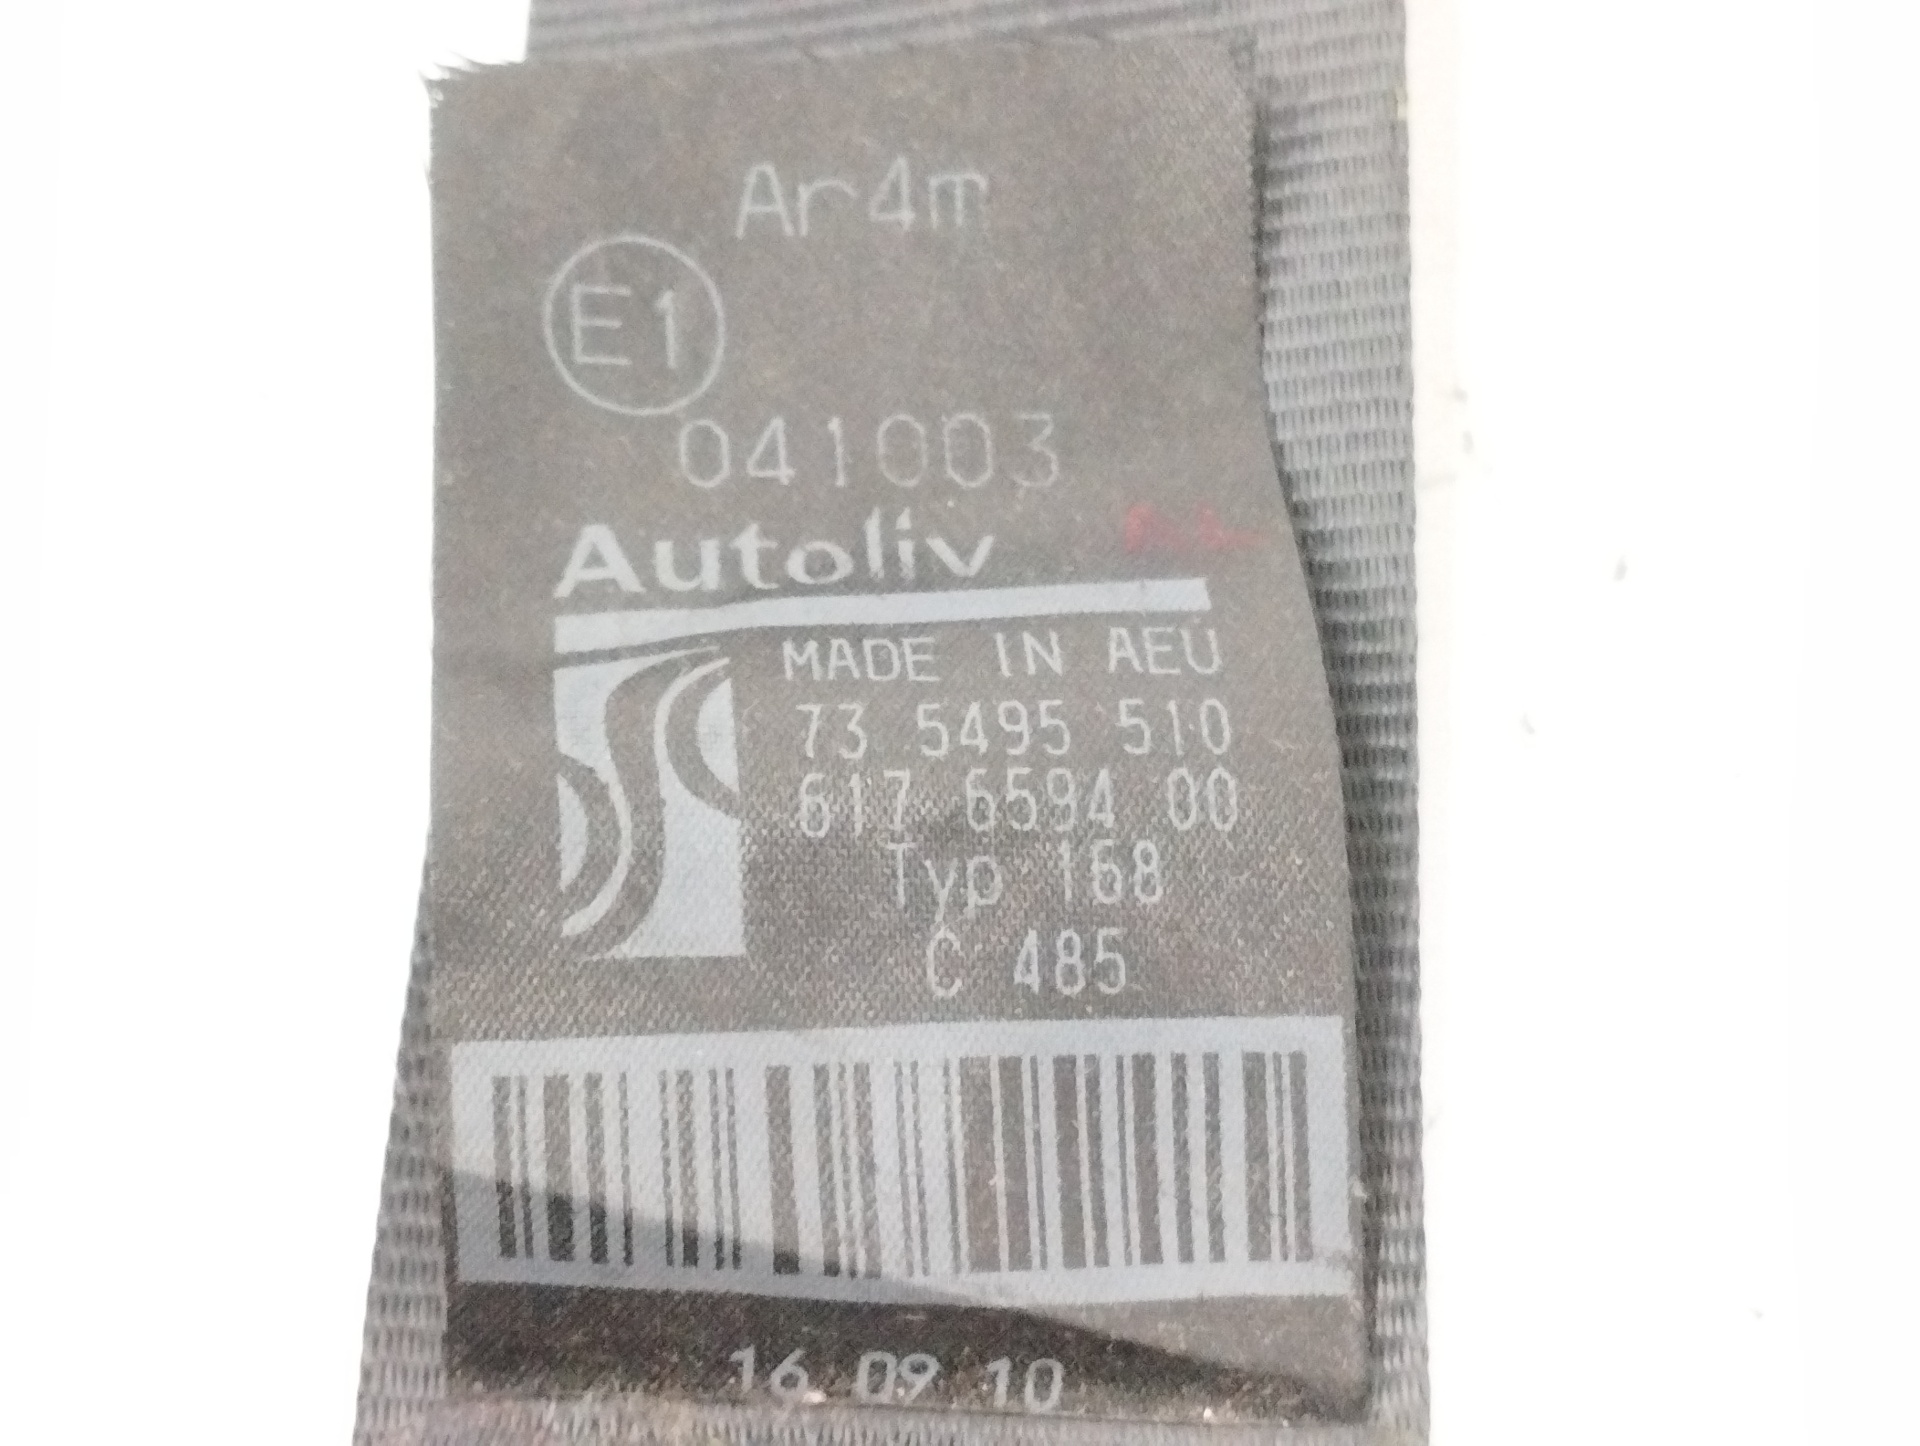 Ar4m
E1
041003
Autoliv
MADE IN AEU
73 5495 510
617 6594 00
Typ 168
C 485
16 09 10